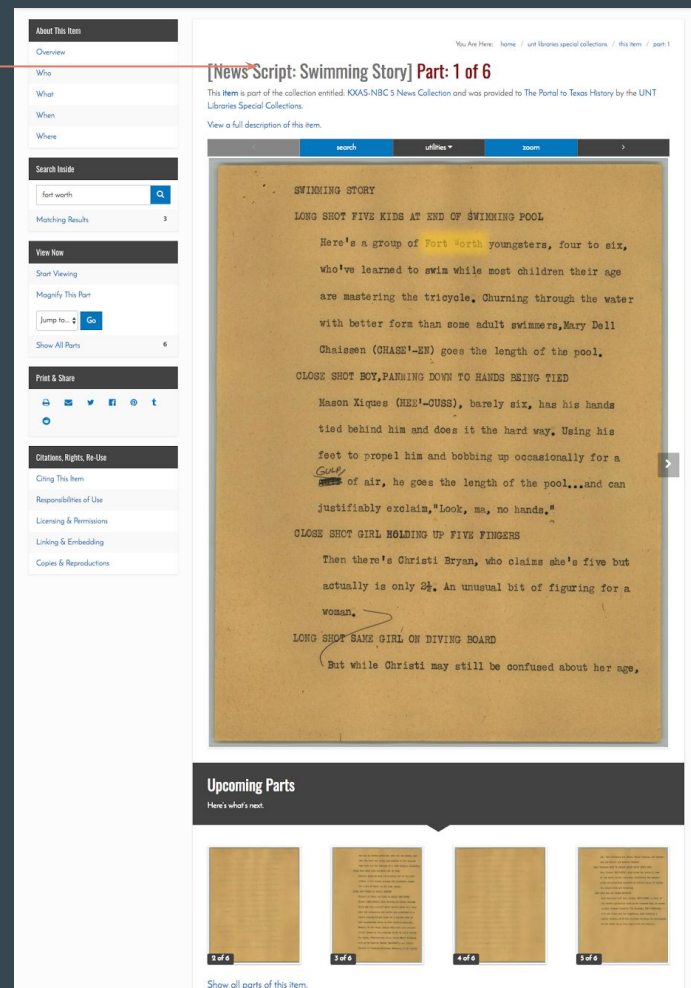 About This Item
Overview
Who
What
When
Where
Search Inside
fort worth
Matching Results 3
View Now
Start Viewing
Magnify This Part
Jump to... Go
Show All Parts 6
Print & Share
Citations, Rights, Re-Use
Citing This Item
Responsibilities of Use
Licensing & Permissions
Linking & Embedding
Copies & Reproductions
You Are Here: home / unt libraries special collections / this item / part: 1
[News Script: Swimming Story] Part: 1 of 6
This item is part of the collection entitled: KXAS-NBC 5 News Collection and was provided to The Portal to Texas History by the UNT
Libraries Special Collections.
View a full description of this item.
search utilities zoom
SWIMMING STORY
LONG SHOT FIVE KIDS AT END OF SWIMMING POOL
Here's a group of Fort Worth youngsters, four to six,
who've learned to swim while most children their age
are mastering the tricycle. Churning through the water
with better form than some adult swimmers,Mary Dell
Chaissen (CHASE'-EN) goes the length of the pool.
CLOSE SHOT BOY,PANNING DOWN TO HANDS BEING TIED
Mason Xiques (HEE'-CUSS), barely six, has his hands
tied behind him and does it the hard way. Using his
feet to propel him and bobbing up occasionally for a
GULP
of air, he goes the length of the pool...and can
justifiably exclaim,"Look, ma, no hands."
CLOSE SHOT GIRL HOLDING UP FIVE FINGERS
Then there's Christi Bryan, who claims she's five but
actually is only 2½. An unusual bit of figuring for a
woman.
LONG SHOT SAME GIRL ON DIVING BOARD
But while Christi may still be confused about her age,
Upcoming Parts
Here's what's next.
2 of 6
3 of 6
4 of 6
5 of 6
Show all parts of this item.